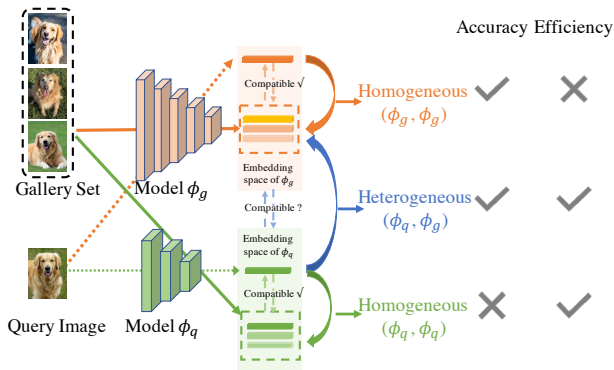 Accuracy Efficiency
Compatible √
Homogeneous
(ϕg, ϕg)
Gallery Set
Model ϕg
Embedding
space of ϕg
Compatible ?
Heterogeneous
(ϕq, ϕg)
Embedding
space of ϕq
Compatible √
Homogeneous
(ϕq, ϕq)
Query Image
Model ϕq